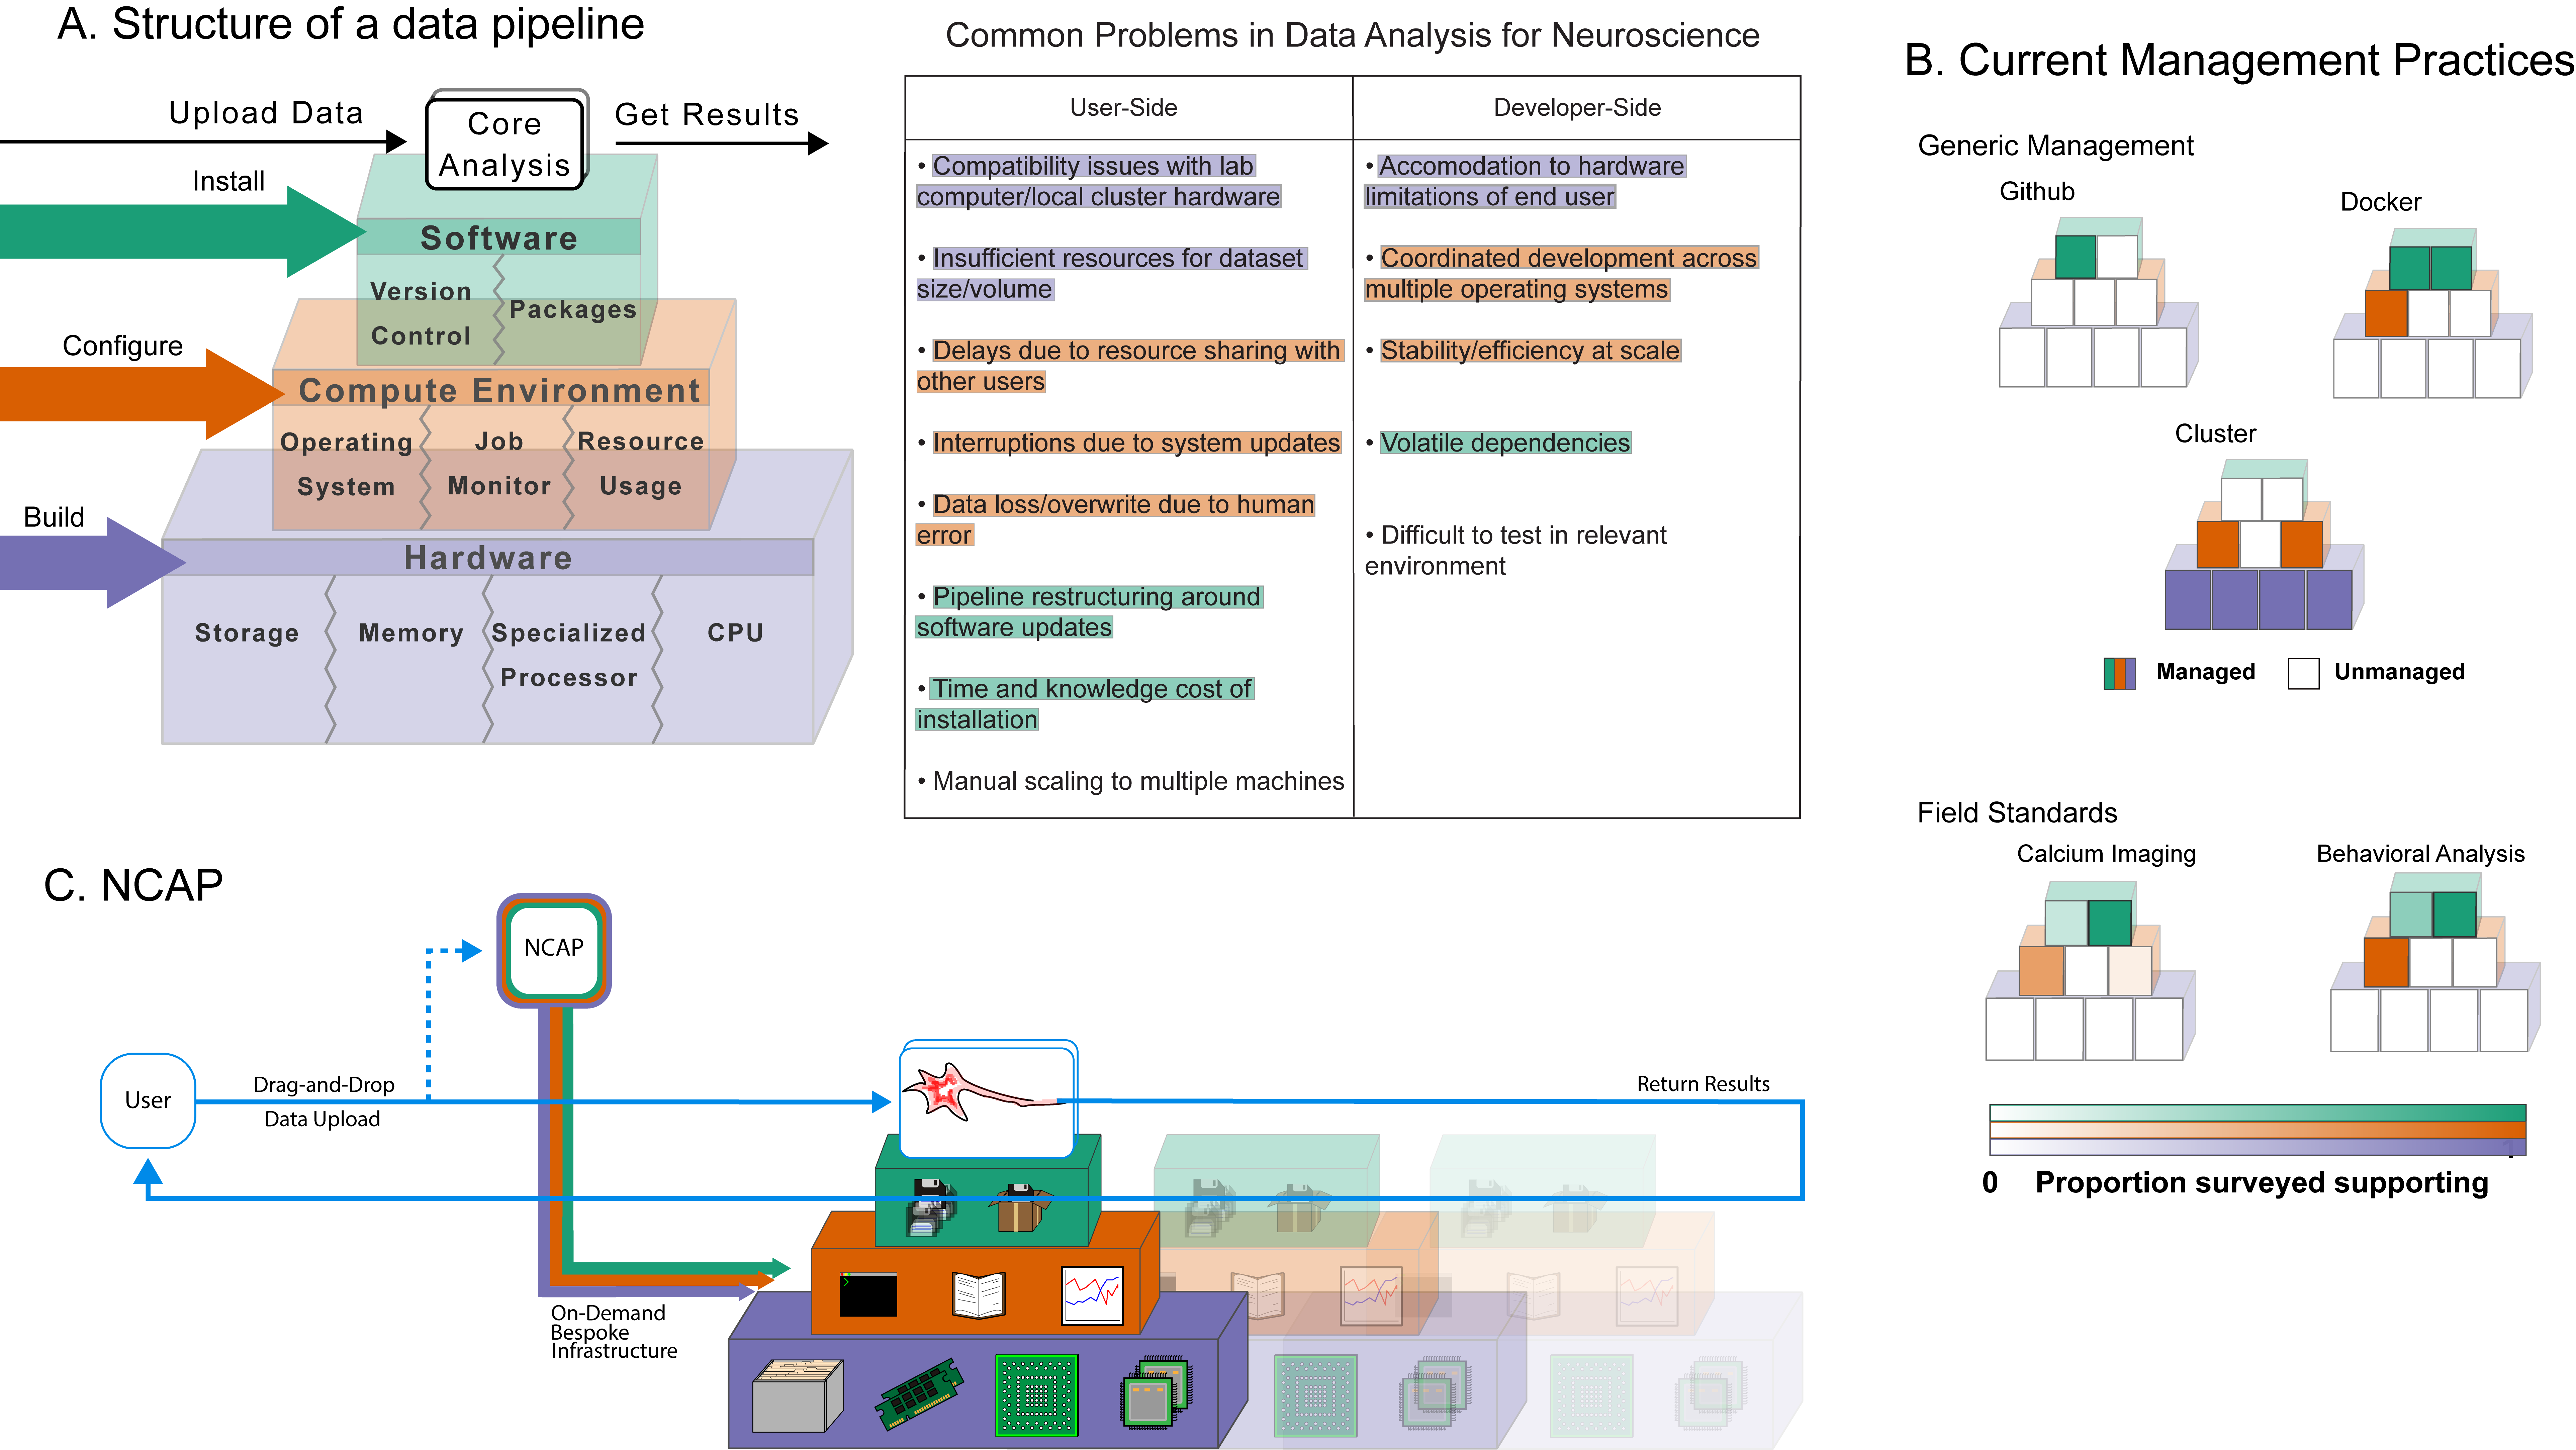 A. Structure of a data pipeline
Upload Data
Core
Analysis
Get Results
Install
Software
Version
Control
Packages
Configure
Compute Environment
Operating
System
Job
Monitor
Resource
Usage
Build
Hardware
Storage
Memory
Specialized
Processor
CPU
Common Problems in Data Analysis for Neuroscience
User-Side
• Compatibility issues with lab
computer/local cluster hardware
• Insufficient resources for dataset
size/volume
• Delays due to resource sharing with
other users
• Interruptions due to system updates
• Data loss/overwrite due to human
error
• Pipeline restructuring around
software updates
• Time and knowledge cost of
installation
• Manual scaling to multiple machines
Developer-Side
• Accomodation to hardware
limitations of end user
• Coordinated development across
multiple operating systems
• Stability/efficiency at scale
• Volatile dependencies
• Difficult to test in relevant
environment
B. Current Management Practices
Generic Management
Github
Docker
Cluster
Managed
Unmanaged
Field Standards
Calcium Imaging
Behavioral Analysis
0
Proportion surveyed supporting
C. NCAP
NCAP
User
Drag-and-Drop
Data Upload
Return Results
On-Demand
Bespoke
Infrastructure